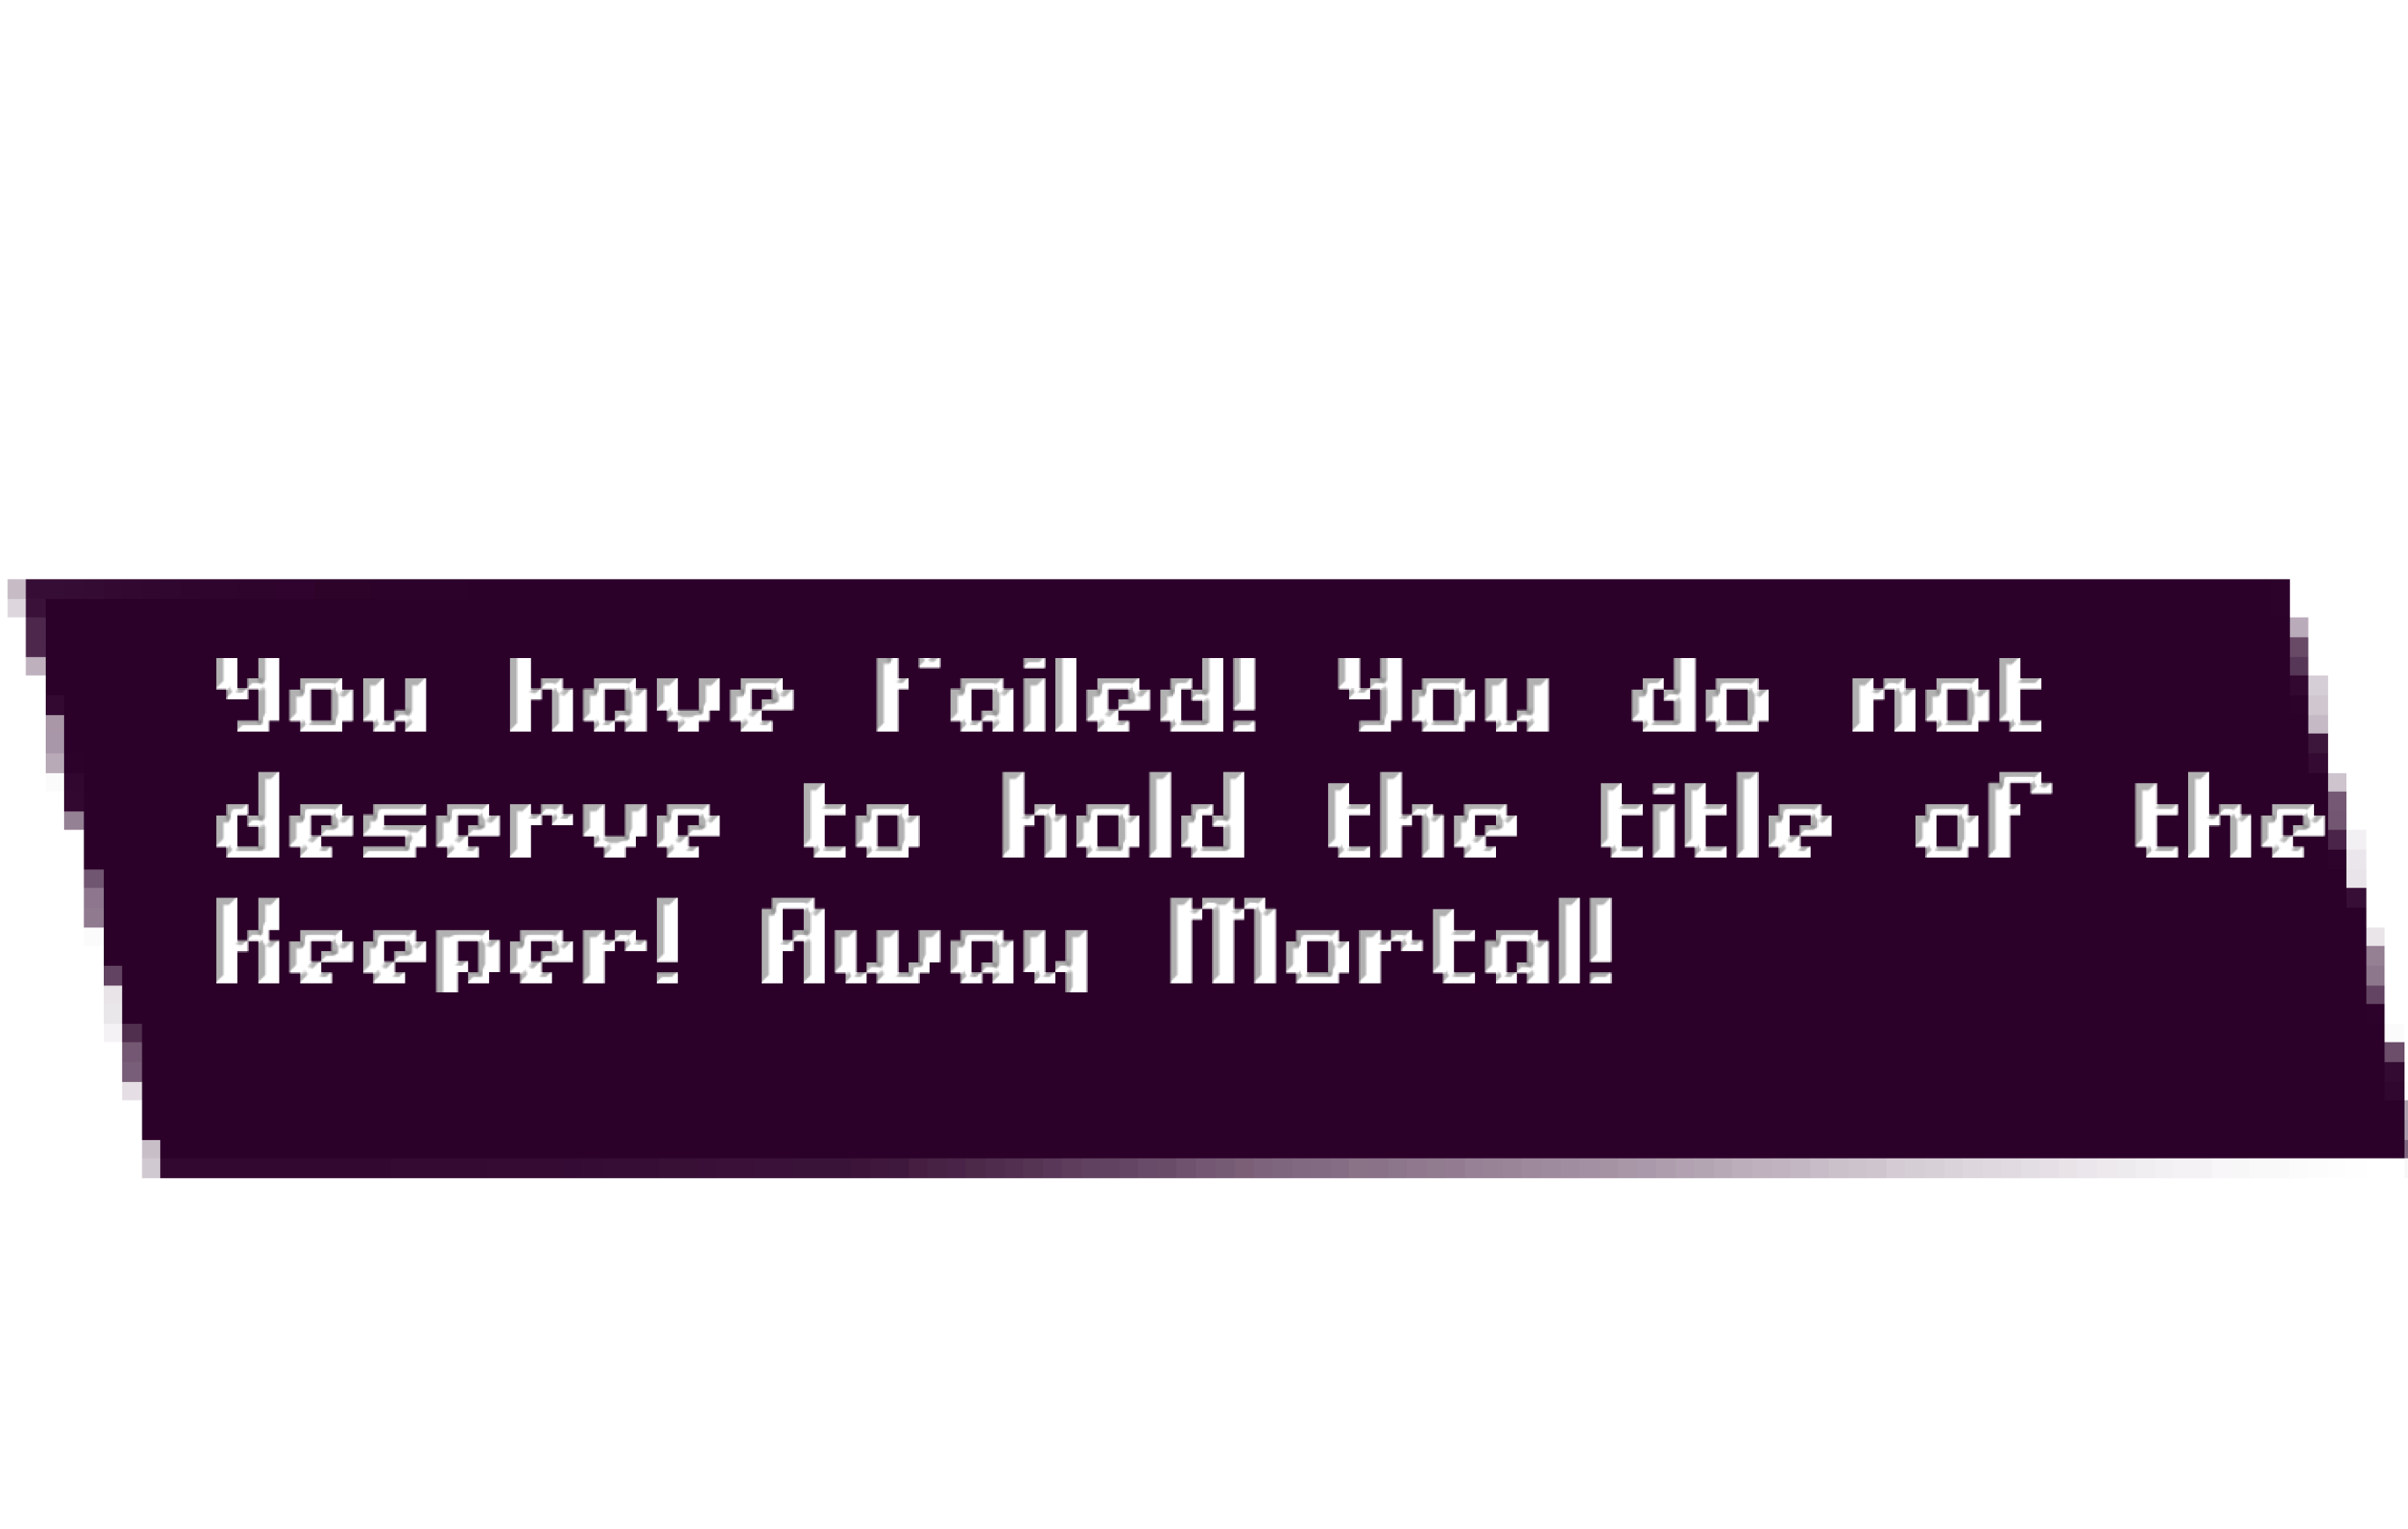 You have failed! You do not
deserve to hold the title of the
Keeper! Away Mortal!